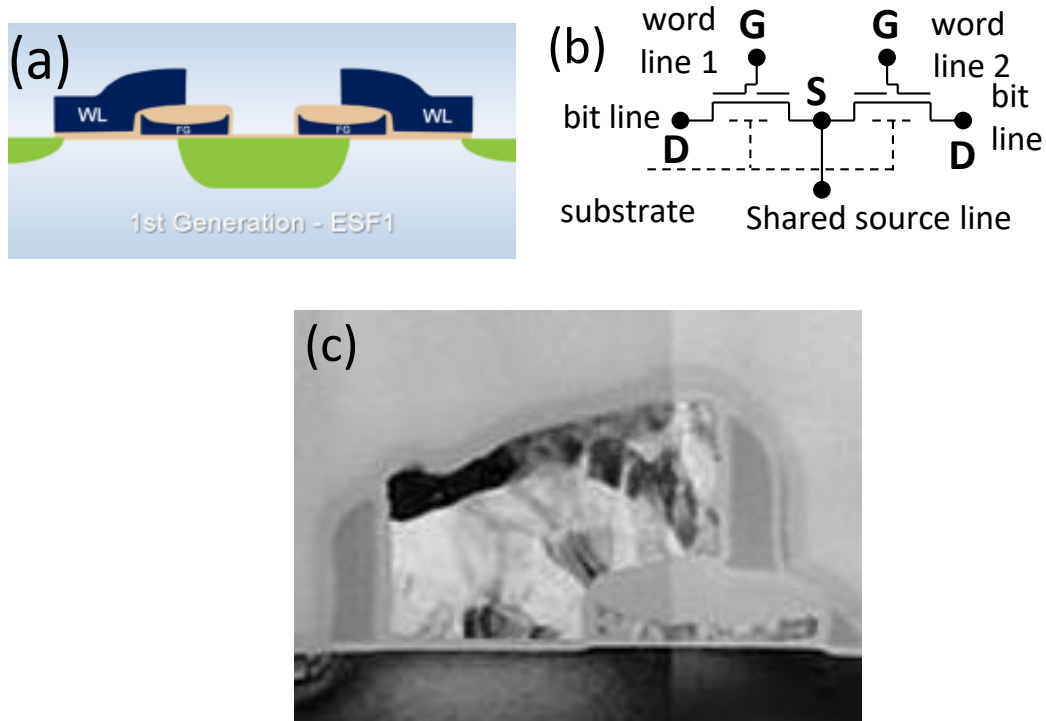 (a)
WL
WL
FG
FG
1st Generation - ESF1
(b)
word
line 1
G
G
word
line 2
S
bit line
D
bit
line
D
substrate
Shared source line
(c)